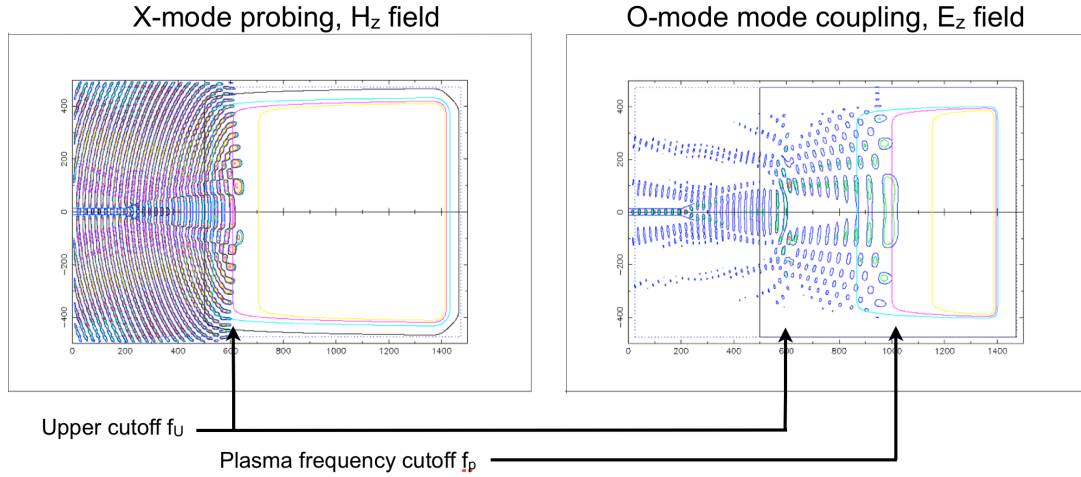 X-mode probing, Hz field
O-mode mode coupling, Ez field
400
200
0
−200
−400
0 200 400 600 800 1000 1200 1400
400
200
0
−200
−400
0 200 400 600 800 1000 1200 1400
Upper cutoff fU
Plasma frequency cutoff fp